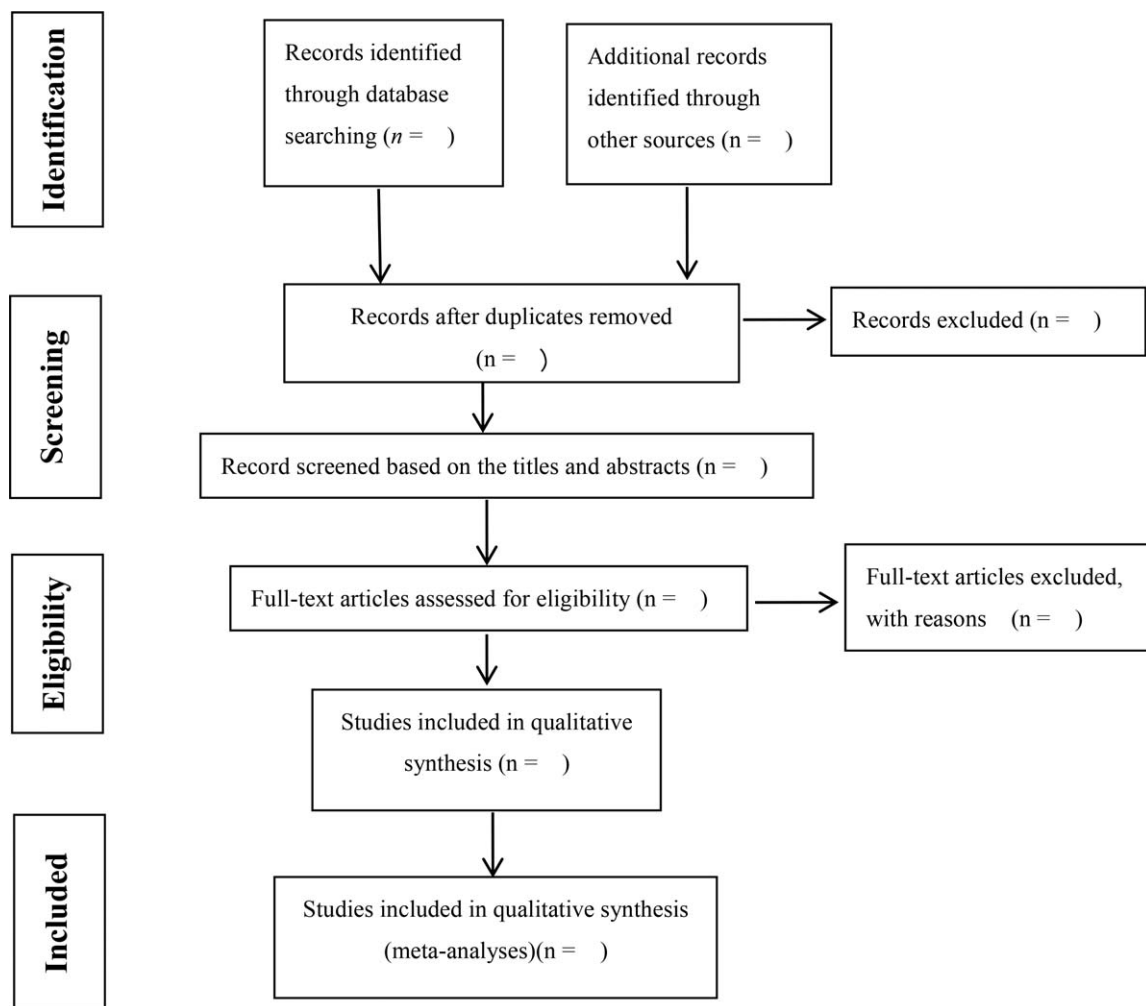 Identification
Records identified
through database
searching (n = )
Additional records
identified through
other sources (n = )
Screening
Records after duplicates removed
(n = )
Records excluded (n = )
Record screened based on the titles and abstracts (n = )
Eligibility
Full-text articles assessed for eligibility (n = )
Full-text articles excluded,
with reasons (n = )
Studies included in qualitative
synthesis (n = )
Included
Studies included in qualitative synthesis
(meta-analyses)(n = )